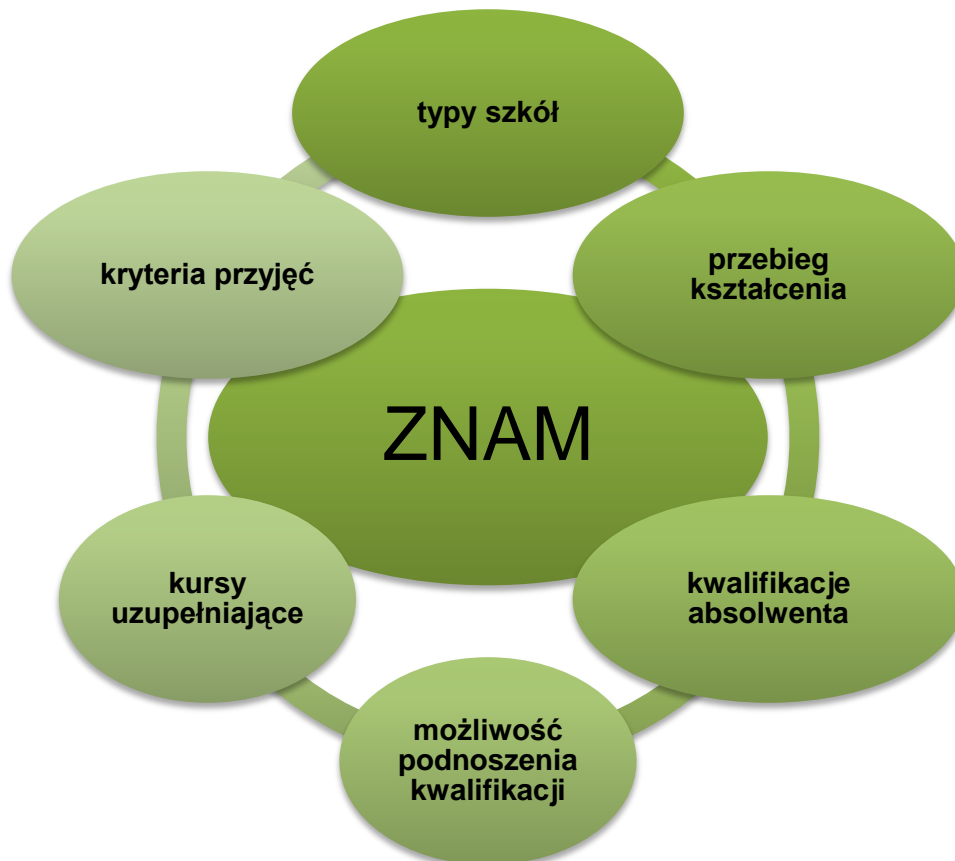 typy szkół
przebieg
kształcenia
kwalifikacje
absolwenta
możliwość
podnoszenia
kwalifikacji
kursy
uzupełniające
kryteria przyjęć
ZNAM